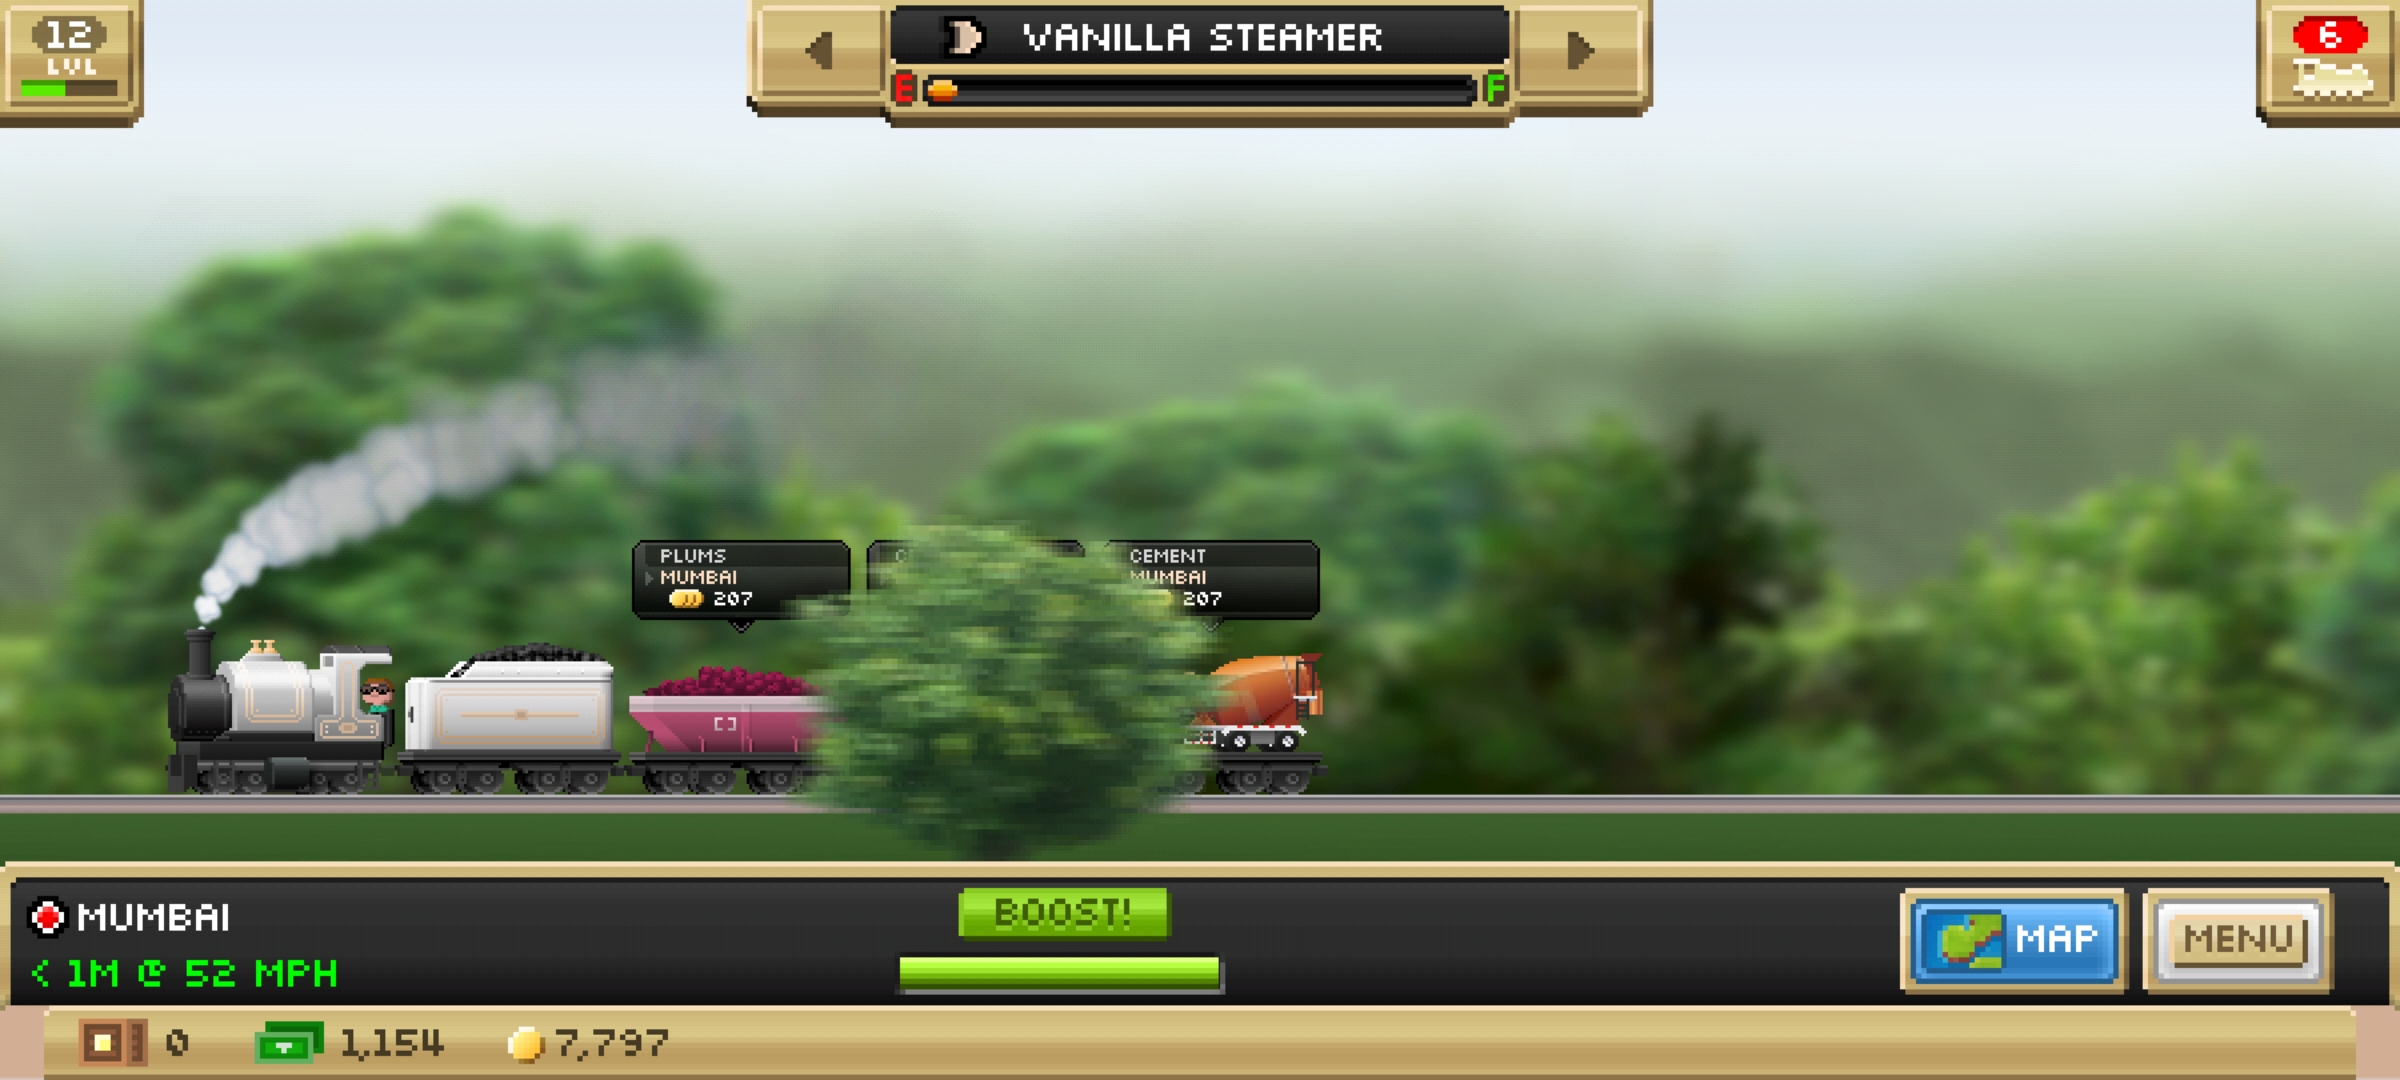 12
LVL
VANILLA STEAMER
E
F
6
PLUMS
MUMBAI
207
C
CEMENT
MUMBAI
207
MUMBAI
< 1M @ 52 MPH
BOOST!
MAP
MENU
0
1,154
7,797